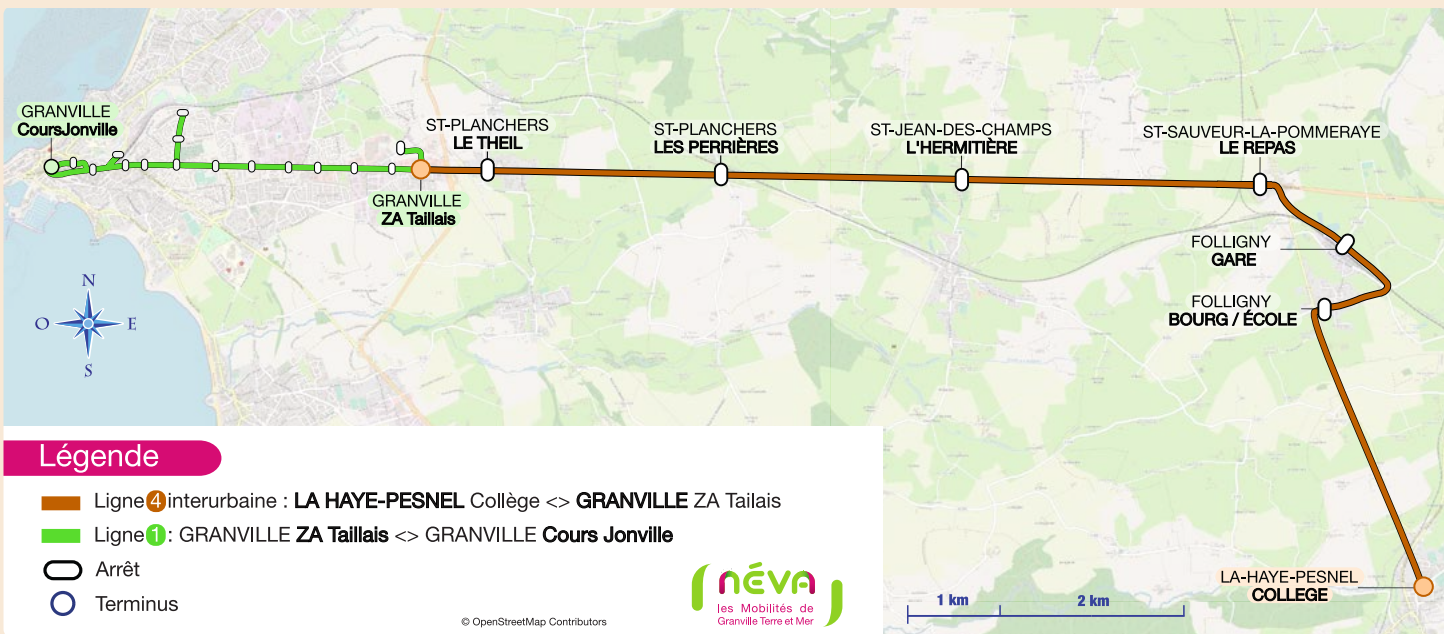 GRANVILLE
CoursJonville
ST-PLANCHERS
LE THEIL
ST-PLANCHERS
LES PERRIÈRES
ST-JEAN-DES-CHAMPS
L'HERMITIÈRE
ST-SAUVEUR-LA-POMMERAYE
LE REPAS
GRANVILLE
ZA Taillais
FOLLIGNY
GARE
FOLLIGNY
BOURG / ÉCOLE
N
O E
S
Légende
Ligne 4 interurbaine : LA HAYE-PESNEL Collège <> GRANVILLE ZA Tailais
Ligne 1 : GRANVILLE ZA Taillais <> GRANVILLE Cours Jonville
Arrêt
Terminus
© OpenStreetMap Contributors
NÉVA
les Mobilités de
Granville Terre et Mer
1 km 2 km
LA-HAYE-PESNEL
COLLEGE